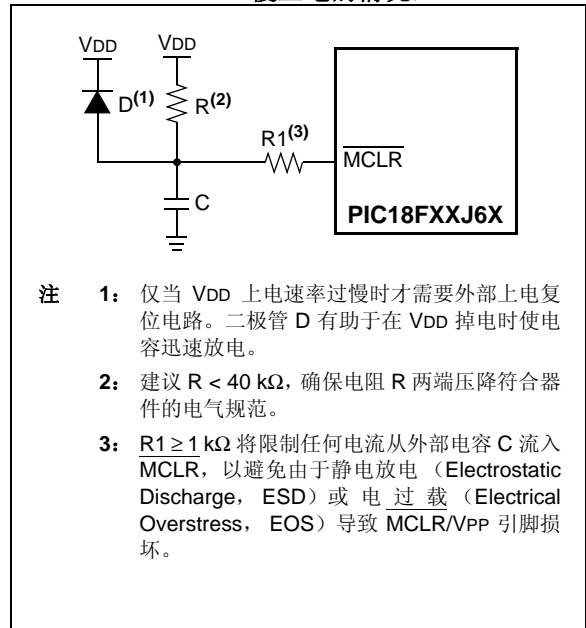 VDD VDD
D(1) R(2)
R1(3)
MCLR
C
PIC18FXXJ6X
注 1： 仅当 VDD 上电速率过慢时才需要外部上电复
位电路。二极管 D 有助于在 VDD 掉电时使电
容迅速放电。
2： 建议 R < 40 kΩ，确保电阻 R 两端压降符合器
件的电气规范。
3： R1 ≥ 1 kΩ 将限制任何电流从外部电容 C 流入
MCLR，以避免由于静电放电 （Electrostatic
Discharge， ESD）或 电 过 载 （Electrical
Overstress， EOS）导致 MCLR/VPP 引脚损
坏。